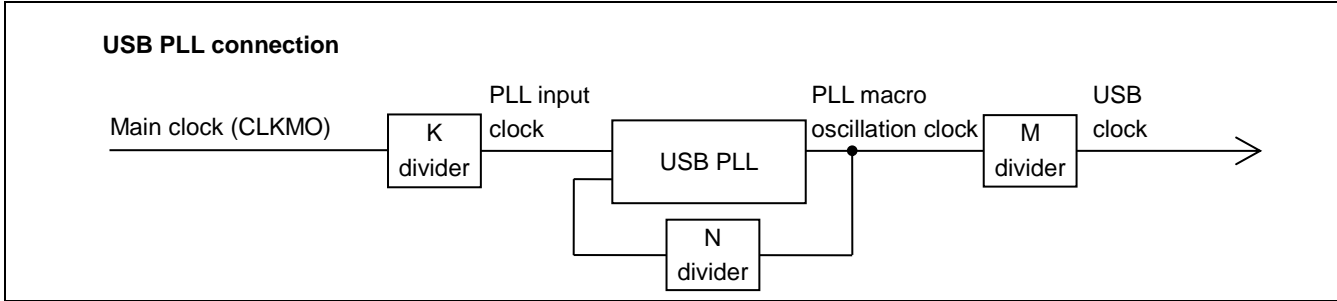 USB PLL connection
Main clock (CLKMO)
K
divider
PLL input
clock
USB PLL
N
divider
PLL macro
oscillation clock
M
divider
USB
clock